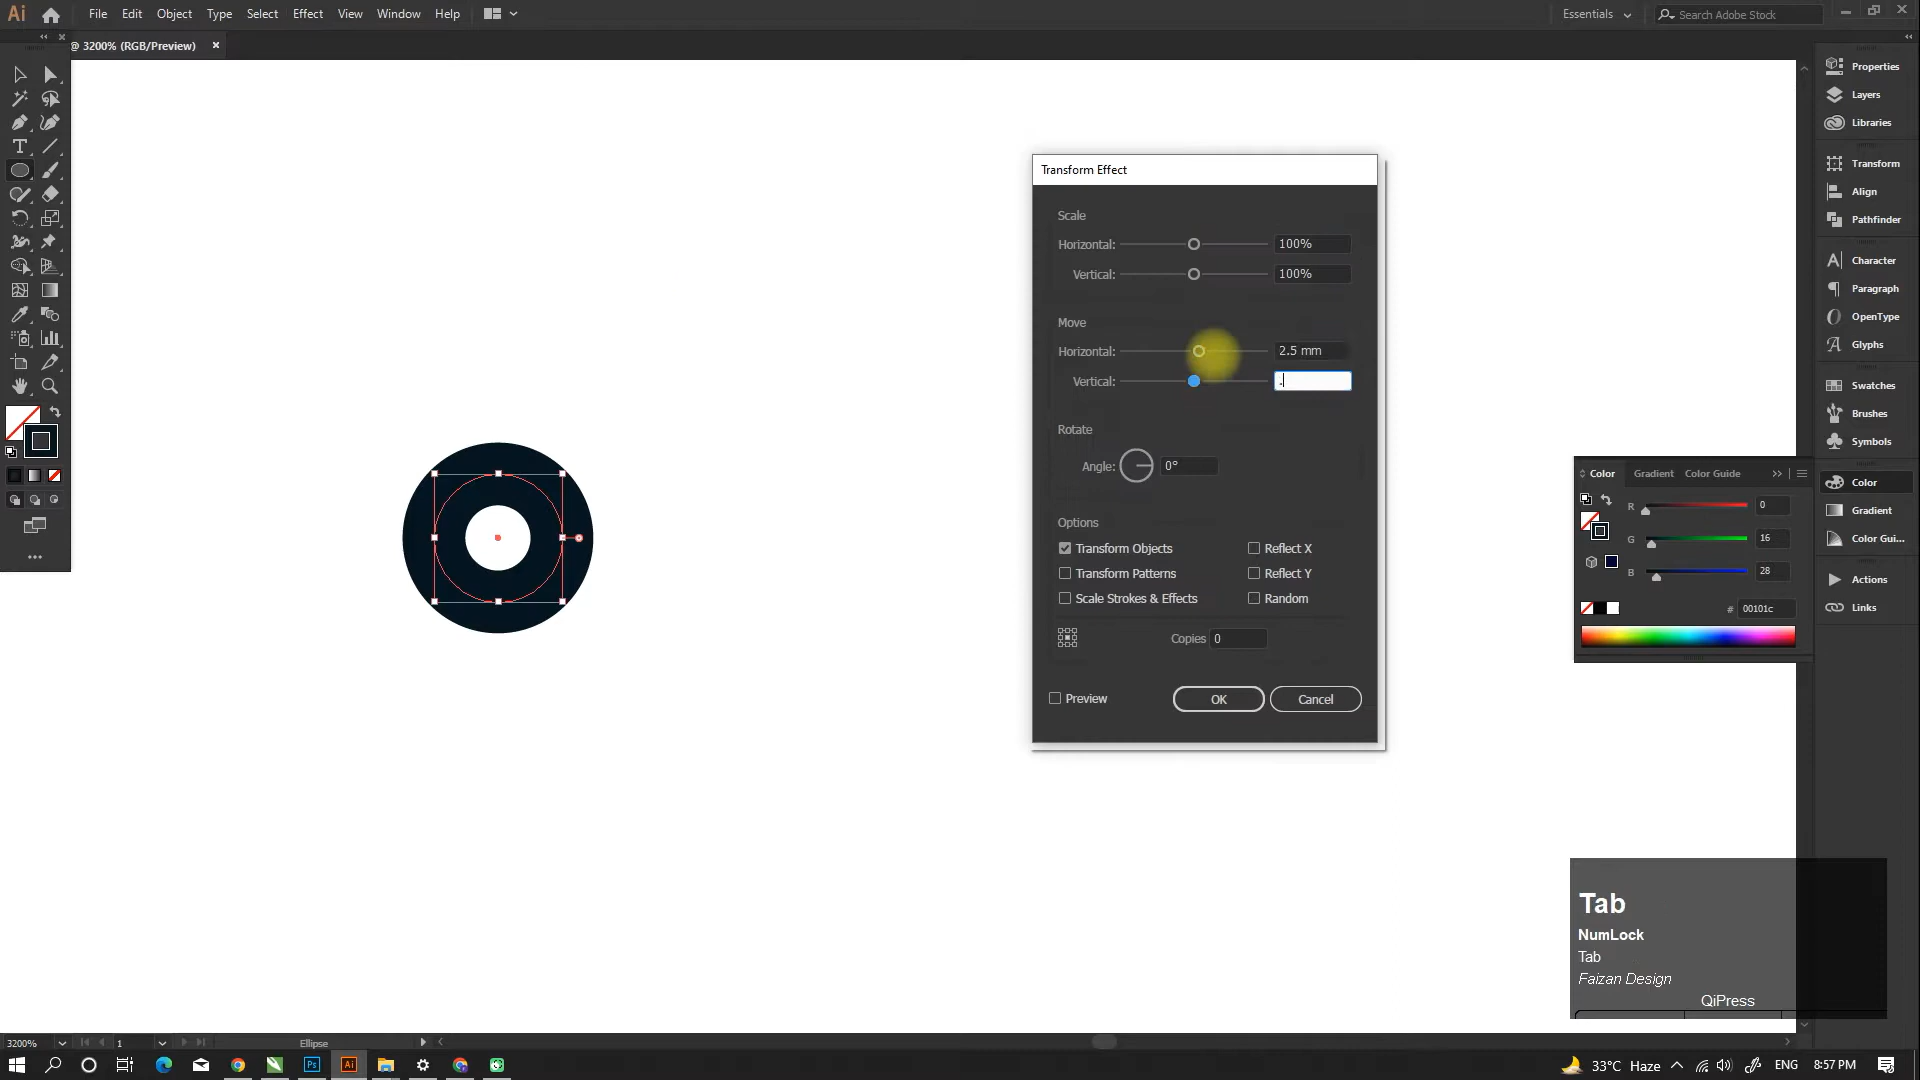 Ai File Edit Object Type Select Effect View Window Help Essentials Search Adobe Stock
@ 3200% (RGB/Preview) ×
Transform Effect
Scale
Horizontal: 100%
Vertical: 100%
Move
Horizontal: 2.5 mm
Vertical: .
Rotate
Angle: 0°
Options
Transform Objects Reflect X
Transform Patterns Reflect Y
Scale Strokes & Effects Random
Copies 0
Preview OK Cancel
Properties
Layers
Libraries
Transform
Align
Pathfinder
Character
Paragraph
OpenType
Glyphs
Swatches
Brushes
Symbols
Color
Gradient
Color Gui...
Actions
Links
Color Gradient Color Guide
R 0
G 16
B 28
# 00101c
Tab
NumLock
Tab
Faizan Design
QiPress
3200% 1 Ellipse
Ps Ai 33°C Haze ENG 8:57 PM